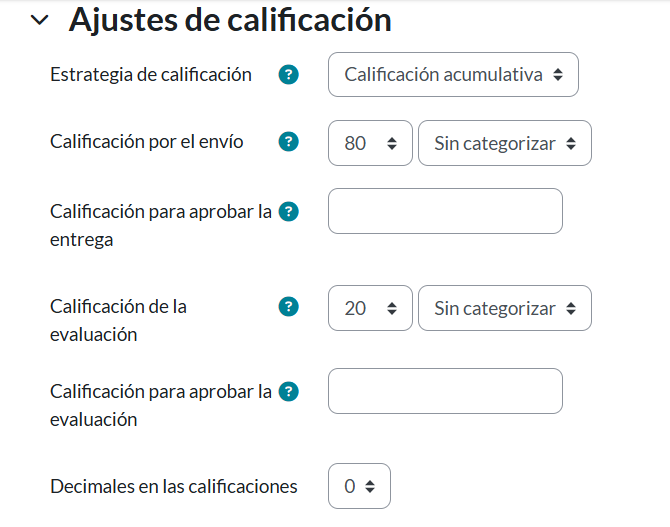 Ajustes de calificación
Estrategia de calificación ? Calificación acumulativa
Calificación por el envío ? 80 Sin categorizar
Calificación para aprobar la ?
entrega
Calificación de la ? 20 Sin categorizar
evaluación
Calificación para aprobar la ?
evaluación
Decimales en las calificaciones 0